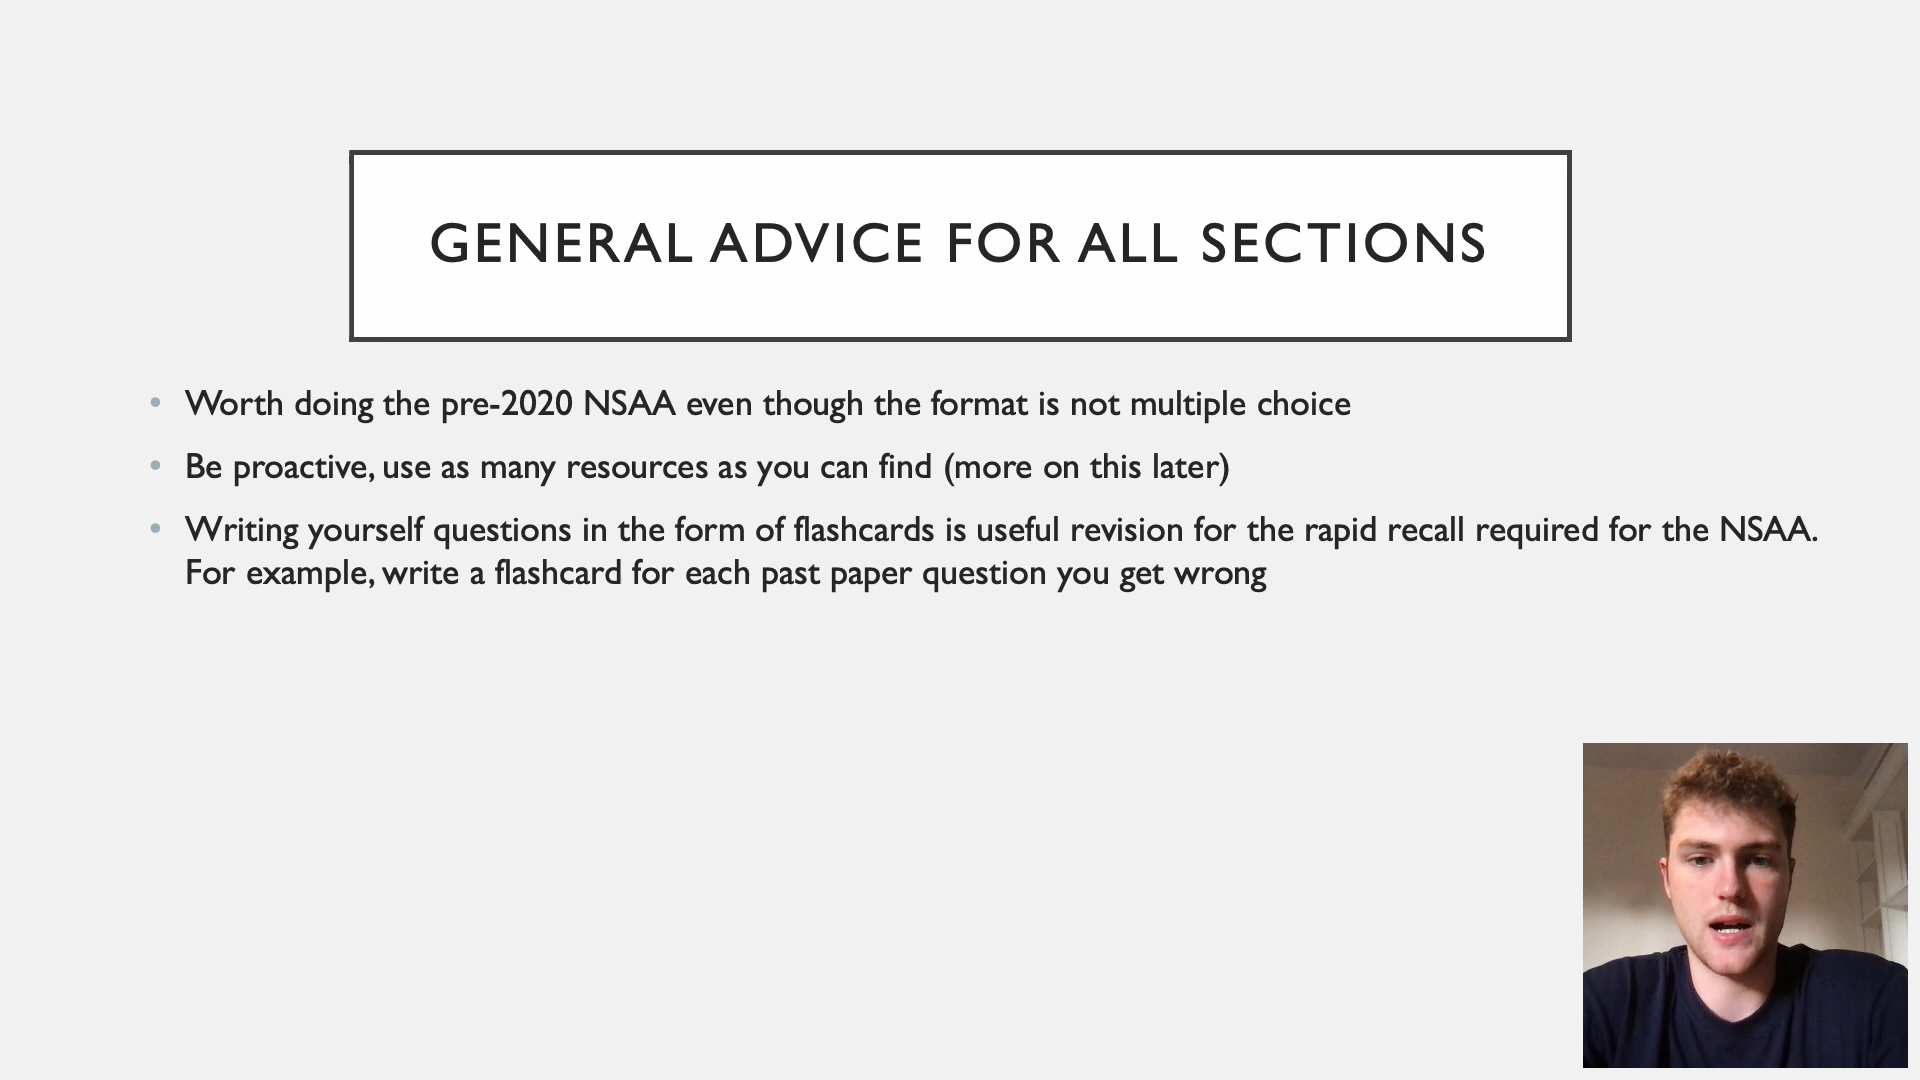 GENERAL ADVICE FOR ALL SECTIONS
• Worth doing the pre-2020 NSAA even though the format is not multiple choice
• Be proactive, use as many resources as you can find (more on this later)
• Writing yourself questions in the form of flashcards is useful revision for the rapid recall required for the NSAA.
For example, write a flashcard for each past paper question you get wrong